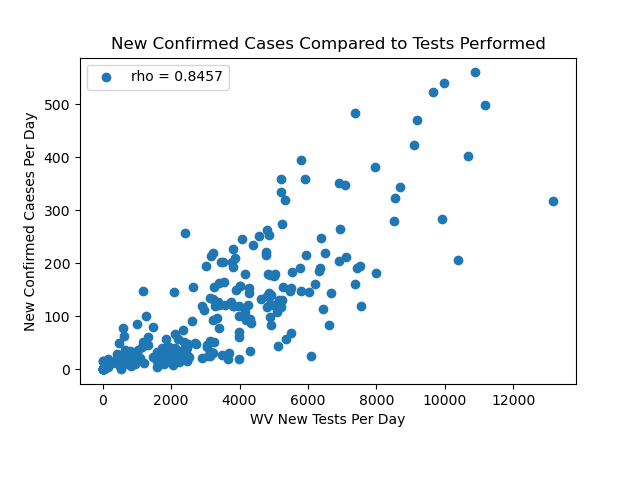 New Confirmed Cases Compared to Tests Performed
rho = 0.8457
New Confirmed Caeses Per Day
500
400
300
200
100
0
0 2000 4000 6000 8000 10000 12000
WV New Tests Per Day